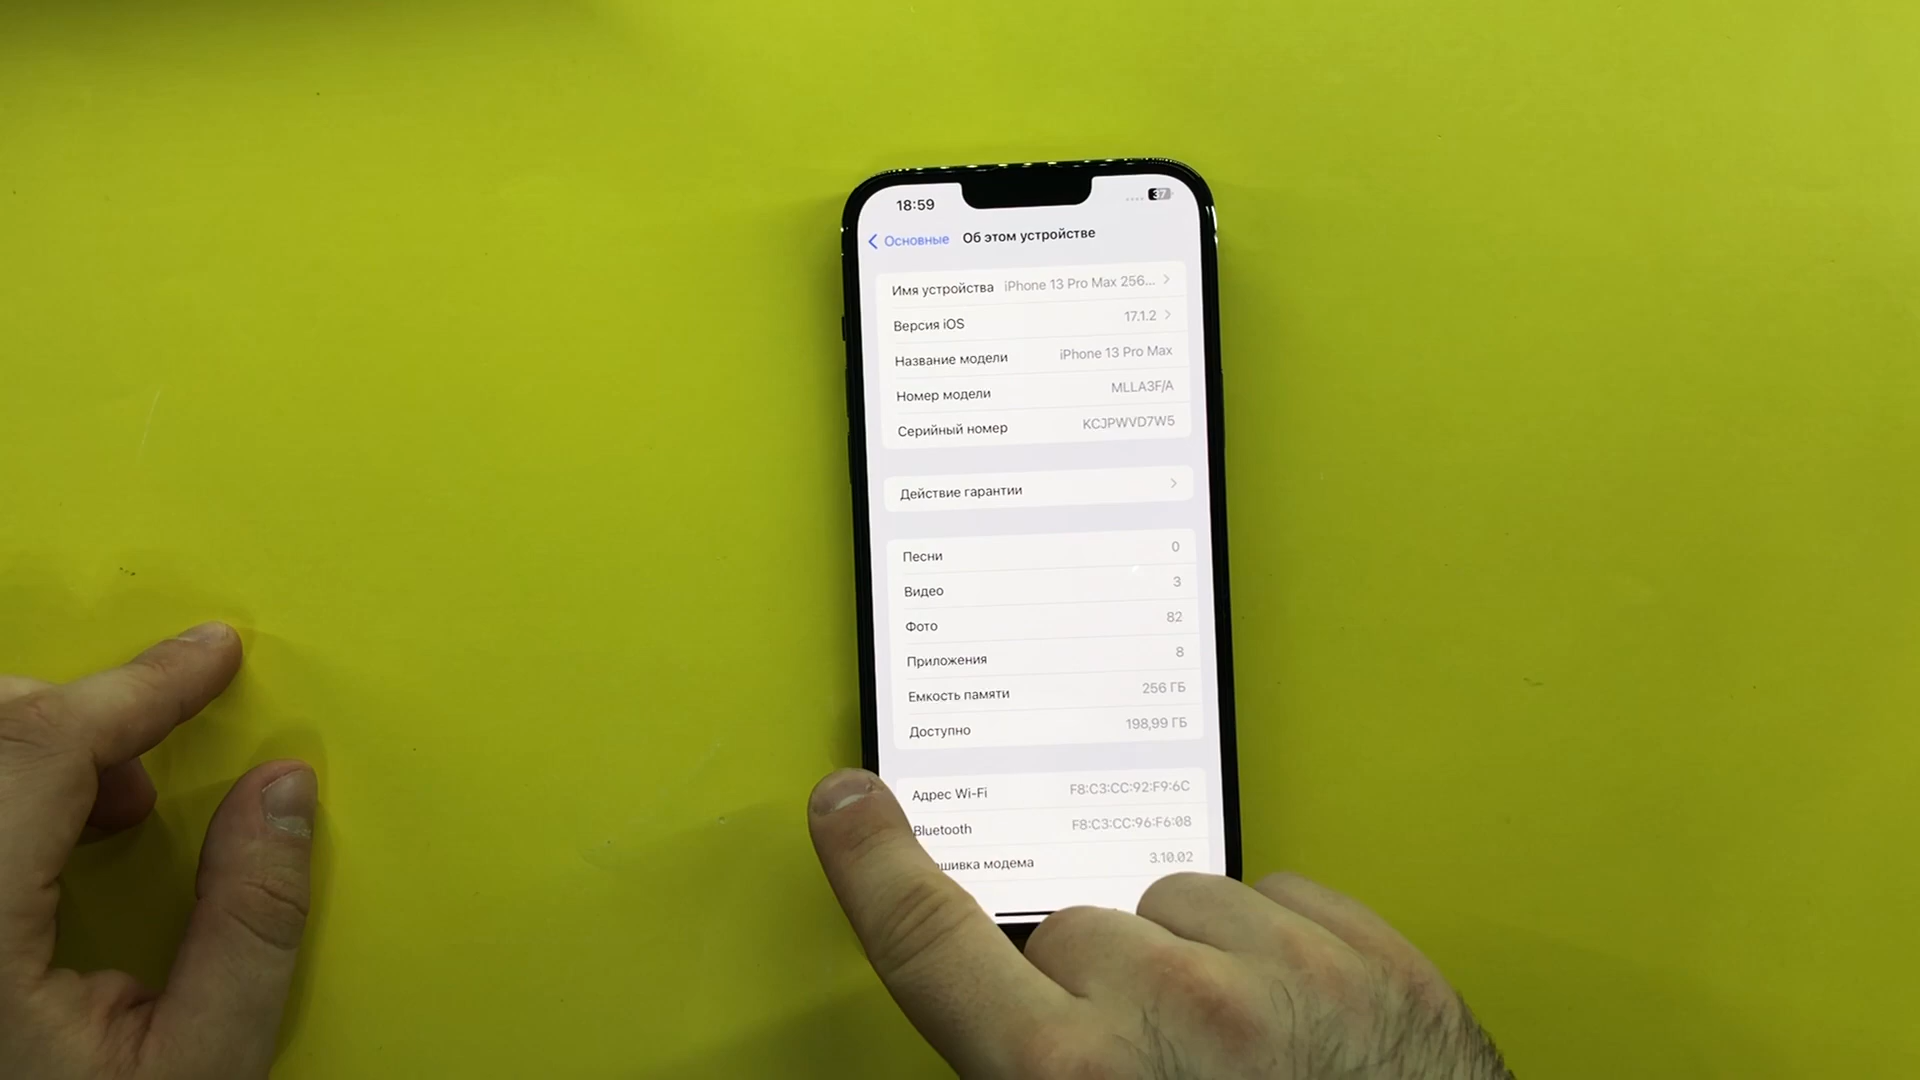 18:59
37
Основные Об этом устройстве
Имя устройства iPhone 13 Pro Max 256...
Версия iOS 17.1.2
Название модели iPhone 13 Pro Max
Номер модели MLLA3F/A
Серийный номер KCJPWVD7W5
Действие гарантии
Песни 0
Видео 3
Фото 82
Приложения 8
Емкость памяти 256 ГБ
Доступно 198,99 ГБ
Адрес Wi-Fi F8:C3:CC:92:F9:6C
Bluetooth F8:C3:CC:96:F6:08
модема 3.10.02